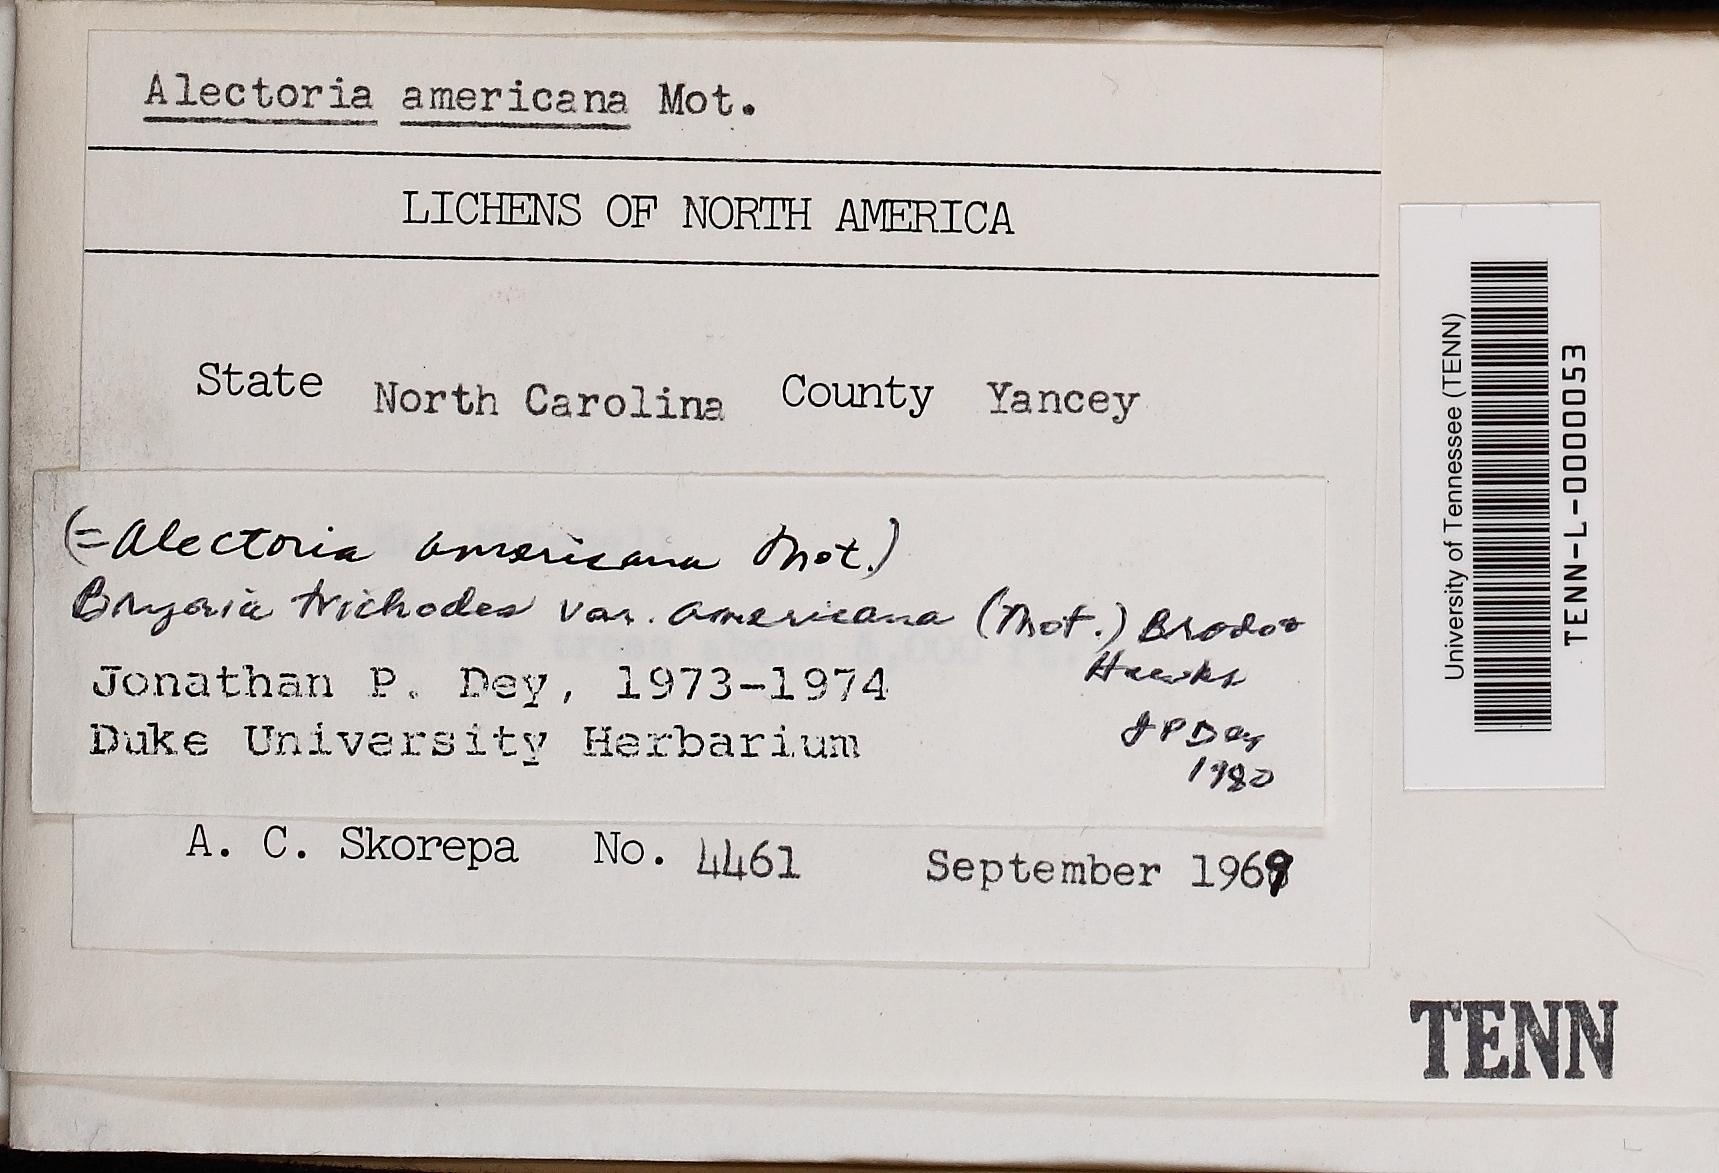 Alectoria americana Mot.
LICHENS OF NORTH AMERICA
State North Carolina County Yancey
(= Alectoria americana Mot.)
Bryoria trichodes var. americana (Mot.) Brodo +
Hawks
Jonathan P. Dey, 1973-1974
Duke University Herbarium
J P Dey
1980
A. C. Skorepa No. 4461 September 1969
University of Tennessee (TENN)
TENN-L-0000053
TENN